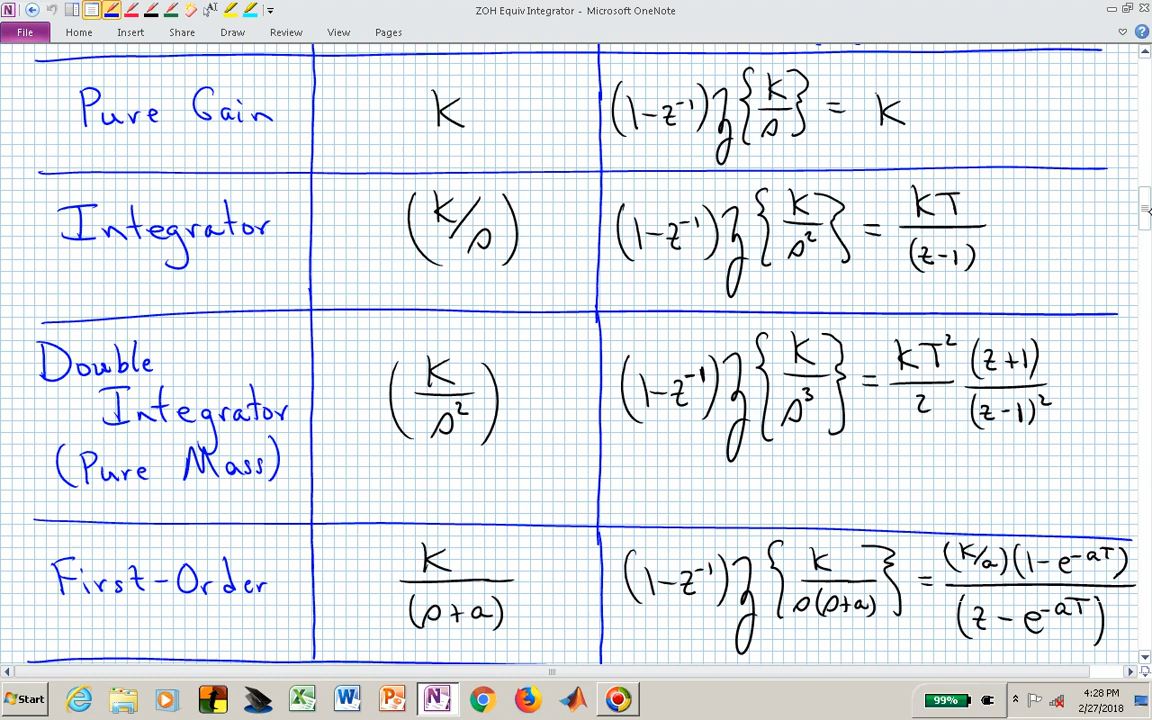 ZOH Equiv Integrator - Microsoft OneNote
File Home Insert Share Draw Review View Pages
Pure Gain K (1-z⁻¹)𝓏{K/s} = K
Integrator (K/s) (1-z⁻¹)𝓏{K/s²} = KT/(z-1)
Double Integrator (Pure Mass) (K/s²) (1-z⁻¹)𝓏{K/s³} = KT²/2 (z+1)/(z-1)²
First-Order K/(s+a) (1-z⁻¹)𝓏{K/s(s+a)} = (K/a)(1-e^-aT)/(z-e^-aT)
Start 99% 4:28 PM
2/27/2018